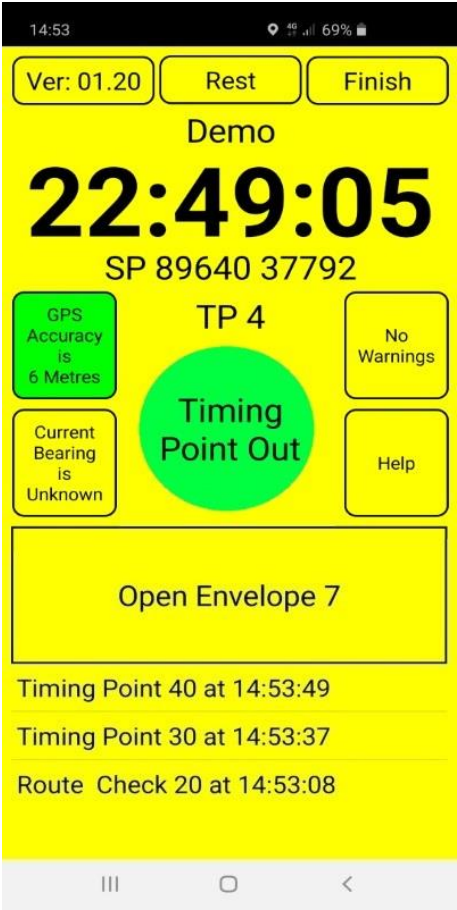 14:53
4G
69%
Ver: 01.20
Rest
Finish
Demo
22:49:05
SP 89640 37792
GPS
Accuracy
is
6 Metres
TP 4
No
Warnings
Timing
Point Out
Current
Bearing
is
Unknown
Help
Open Envelope 7
Timing Point 40 at 14:53:49
Timing Point 30 at 14:53:37
Route  Check 20 at 14:53:08